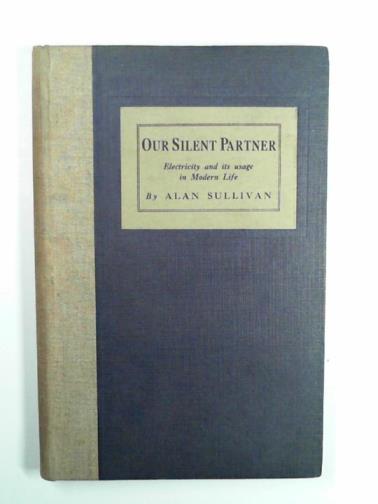 OUR SILENT PARTNER
Electricity and its usage
in Modern Life
By ALAN SULLIVAN